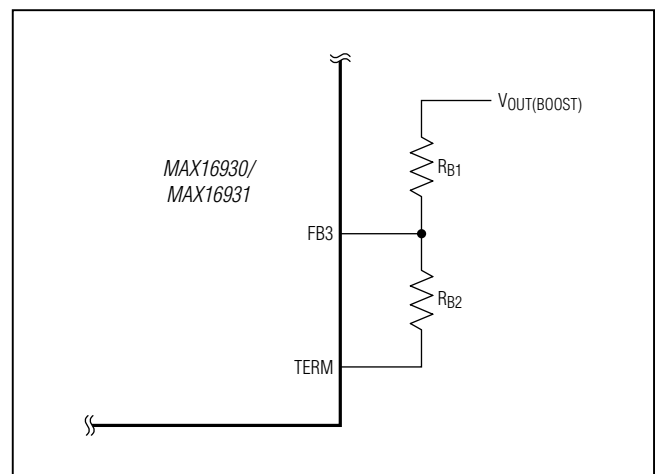 VOUT(BOOST)
RB1
MAX16930/
MAX16931
FB3
RB2
TERM